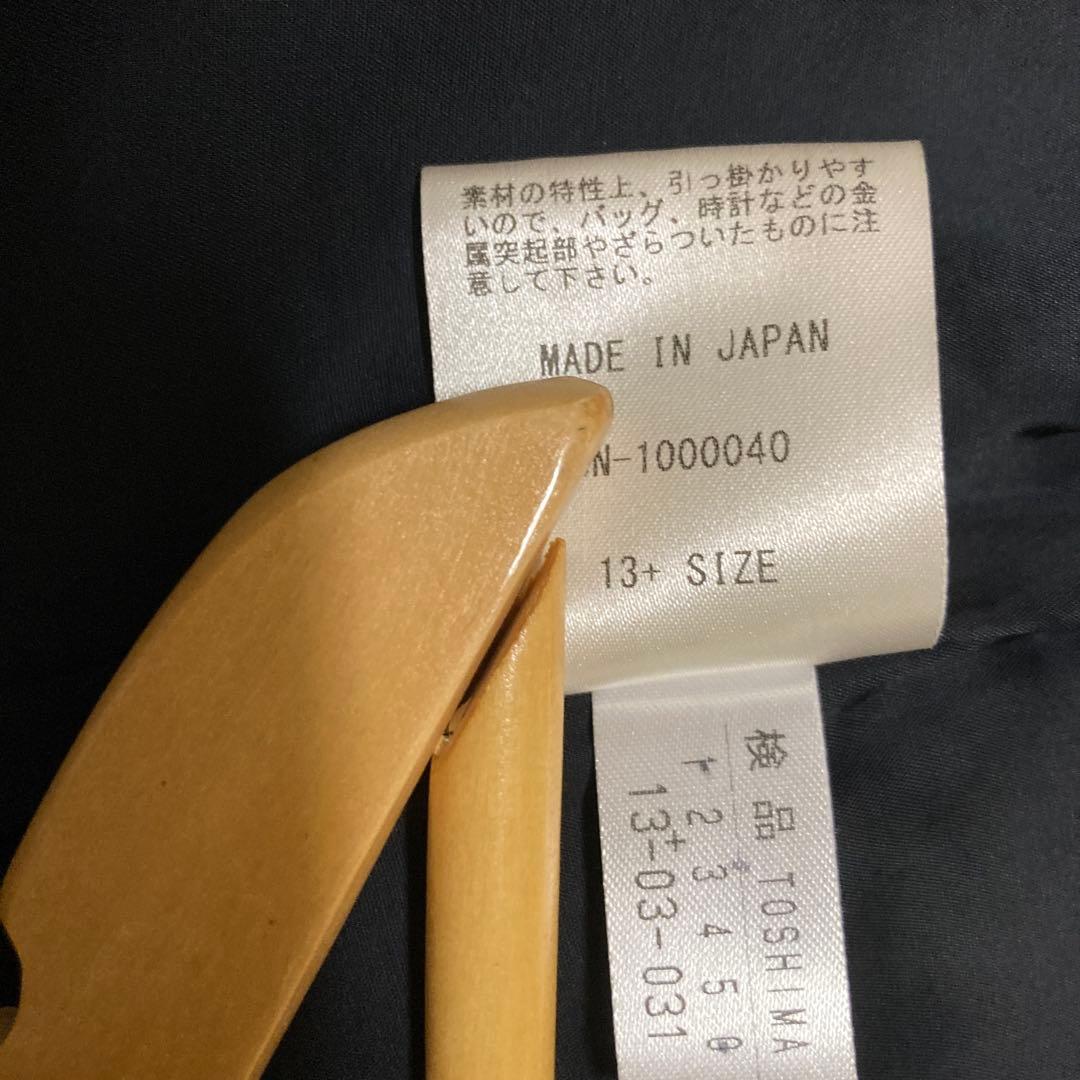 素材の特性上、引っ掛かりやす
いので、バッグ、時計などの金
属突起部やざらついたものに注
意して下さい。
MADE IN JAPAN
N-1000040
13+ SIZE
検品 TOSHIMA
1 2 3 4 5 0
13+-03-031